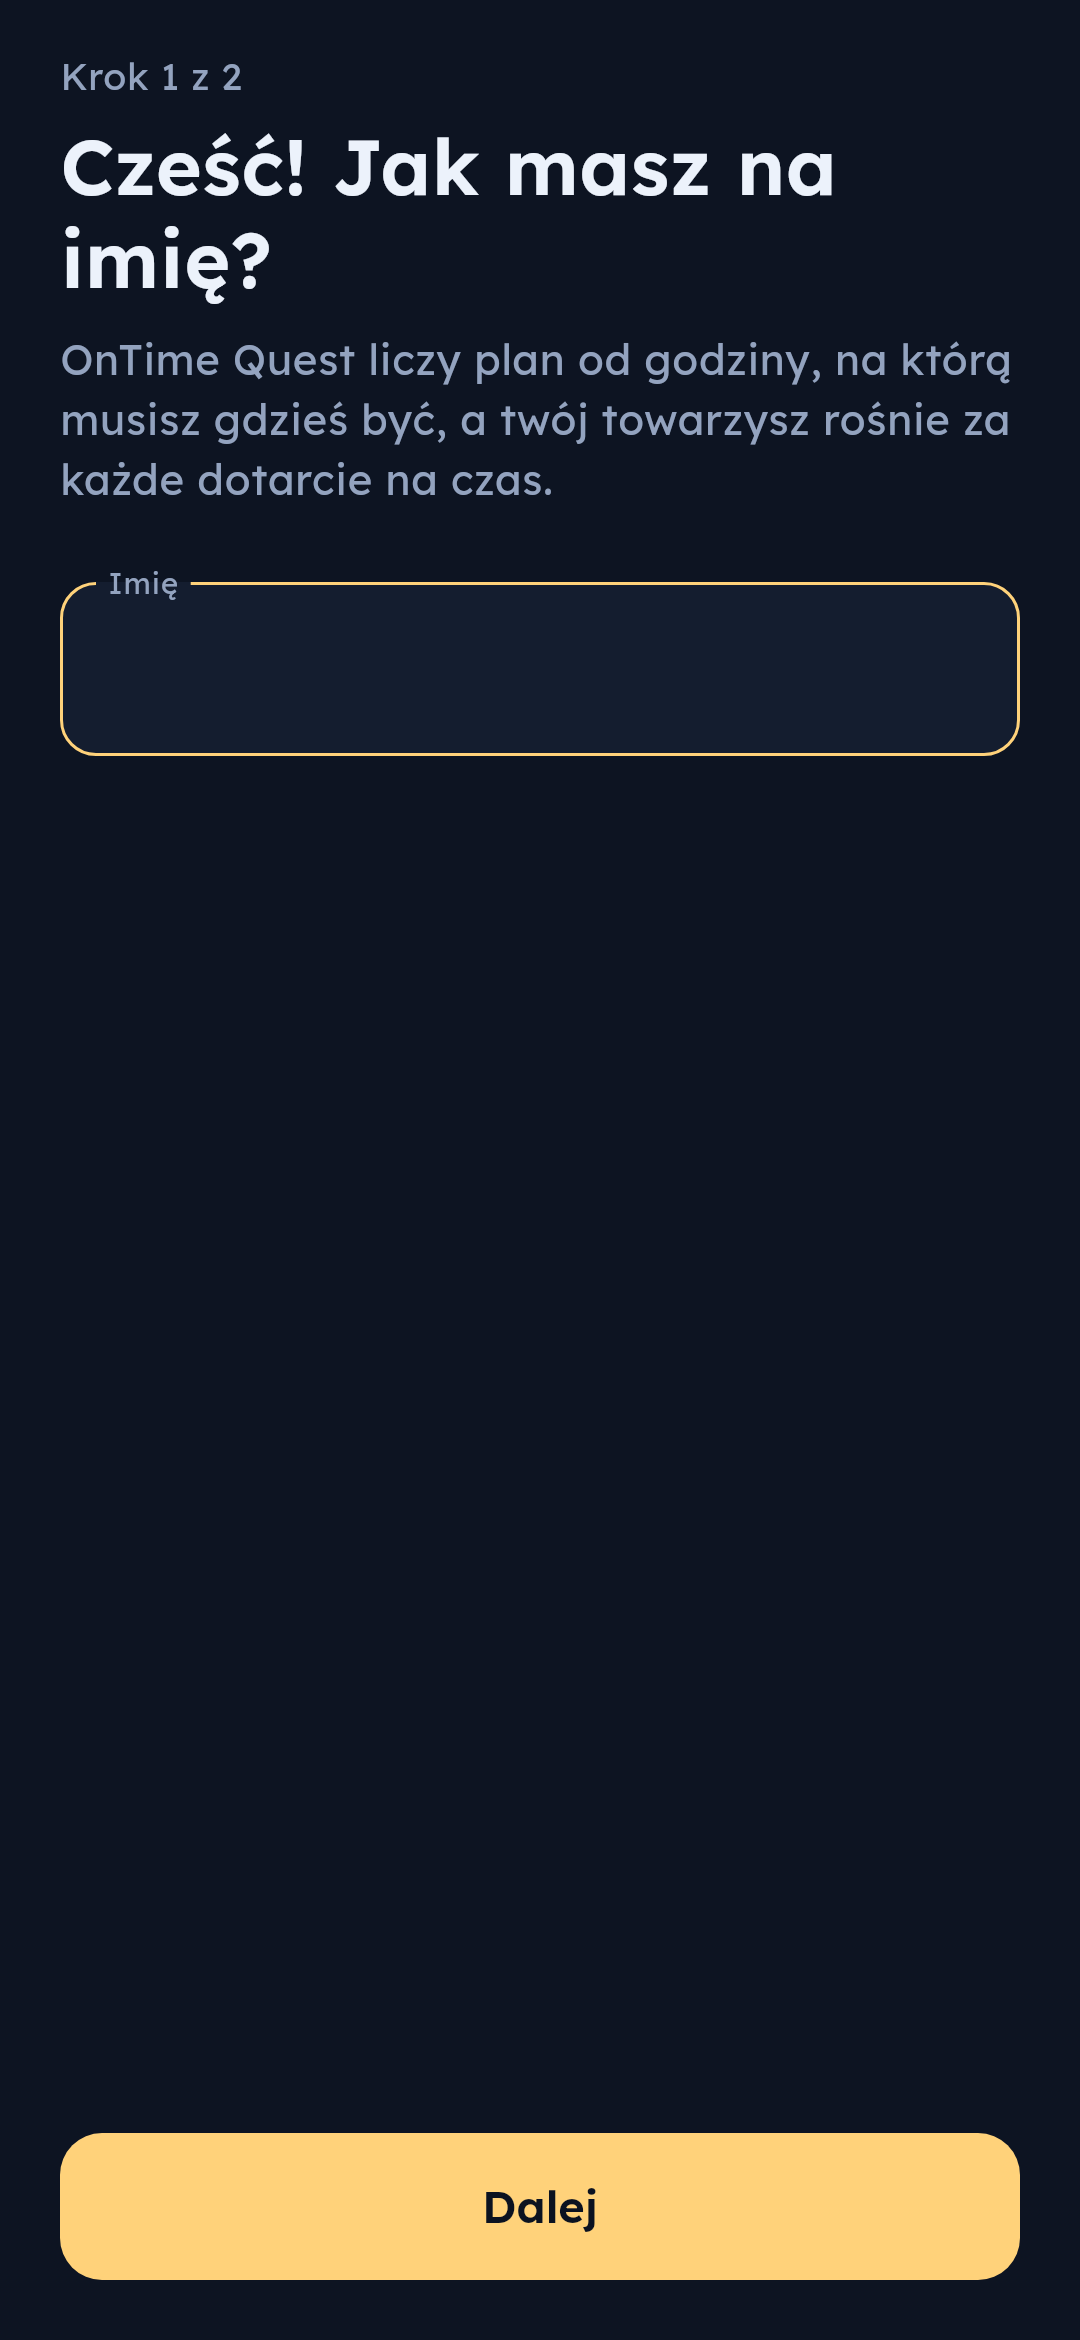 Krok 1 z 2
Cześć! Jak masz na
imię?
OnTime Quest liczy plan od godziny, na którą
musisz gdzieś być, a twój towarzysz rośnie za
każde dotarcie na czas.
Imię
Dalej